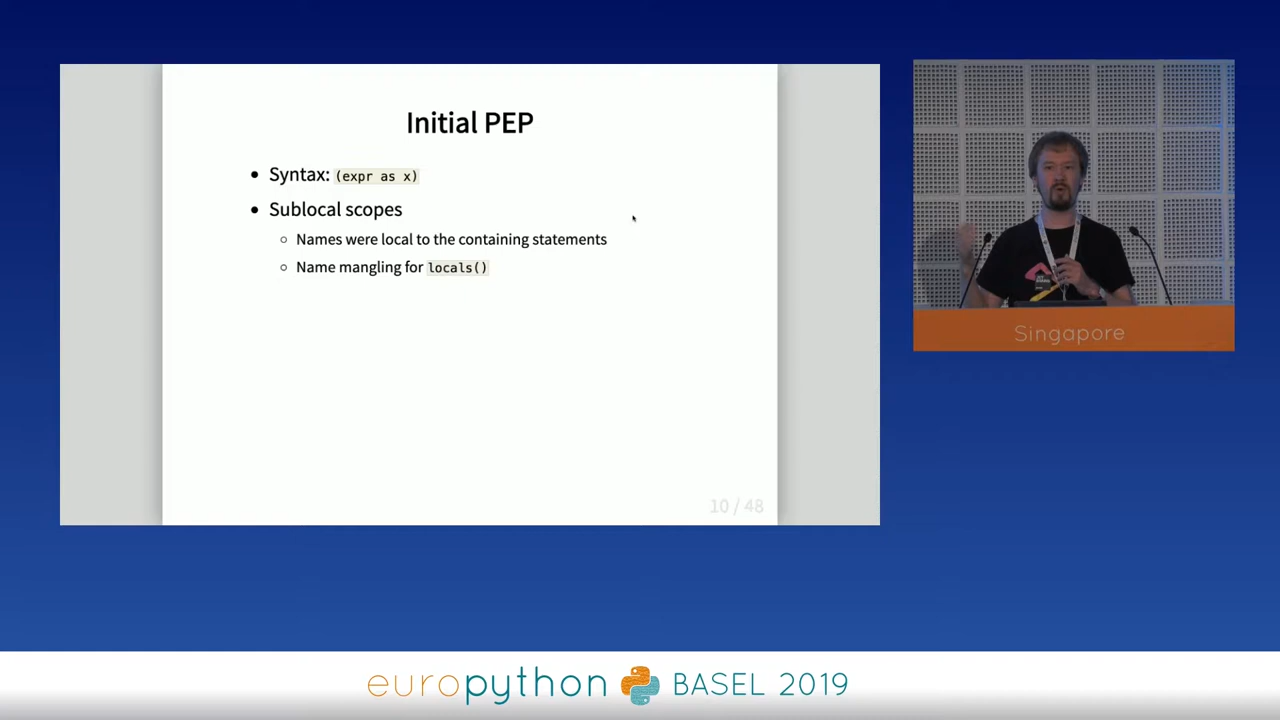 Initial PEP
Syntax: (expr as x)
Sublocal scopes
Names were local to the containing statements
Name mangling for locals()
10 / 48
Singapore
europython BASEL 2019